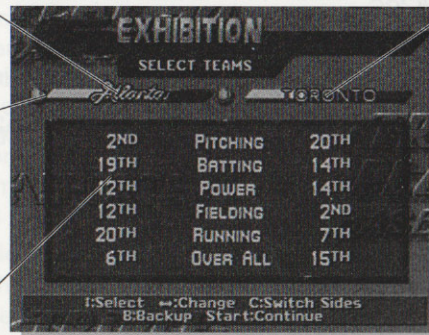 EXHIBITION
SELECT TEAMS
Atlanta TORONTO
2ND PITCHING 20TH
19TH BATTING 14TH
12TH POWER 14TH
12TH FIELDING 2ND
20TH RUNNING 7TH
6TH OVER ALL 15TH
I:Select ↔:Change C:Switch Sides
B:Backup Start:Continue